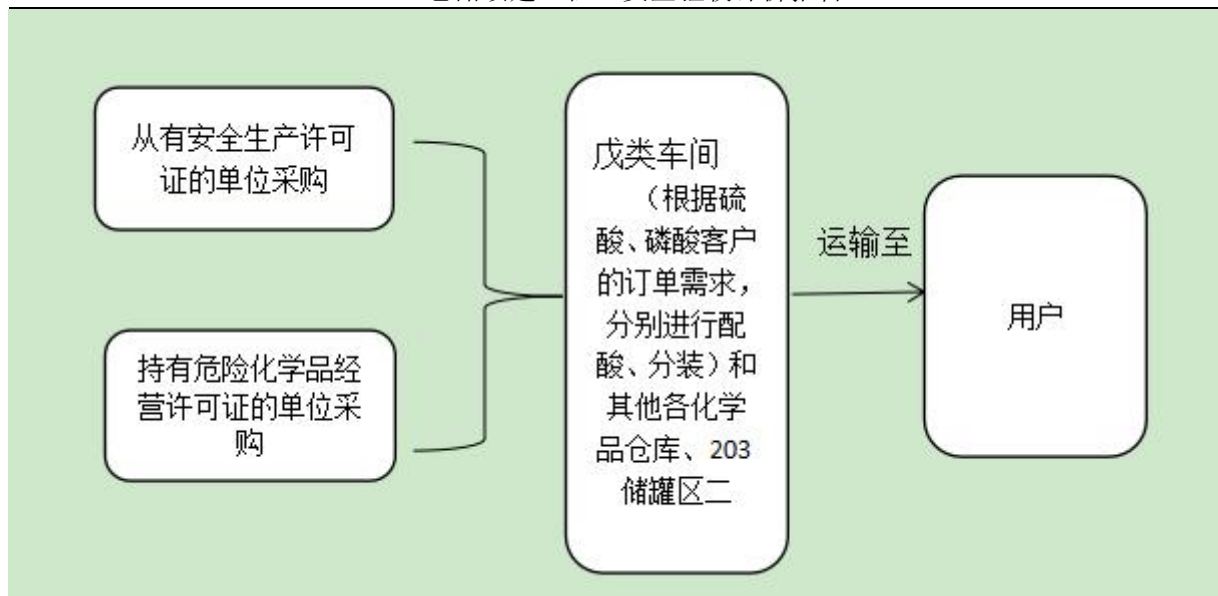 从有安全生产许可
证的单位采购
持有危险化学品经
营许可证的单位采
购
戊类车间
（根据硫
酸、磷酸客户
的订单需求，
分别进行配
酸、分装）和
其他各化学
品仓库、203
储罐区二
运输至
用户